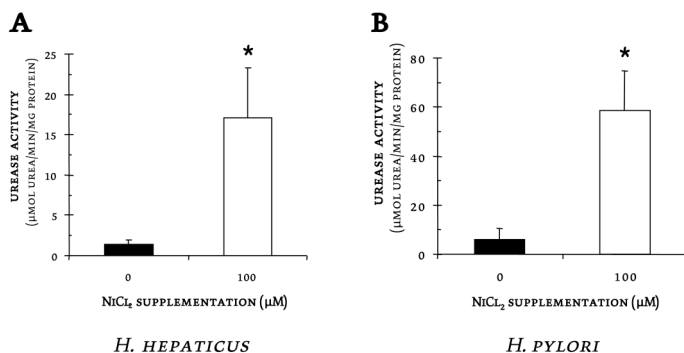 A
B
*
*
UREASE ACTIVITY
(µMOL UREA/MIN/MG PROTEIN)
25
20
15
10
5
0
0
100
NICL₂ SUPPLEMENTATION (µM)
H. HEPATICUS
UREASE ACTIVITY
(µMOL UREA/MIN/MG PROTEIN)
80
60
40
20
0
0
100
NICL₂ SUPPLEMENTATION (µM)
H. PYLORI